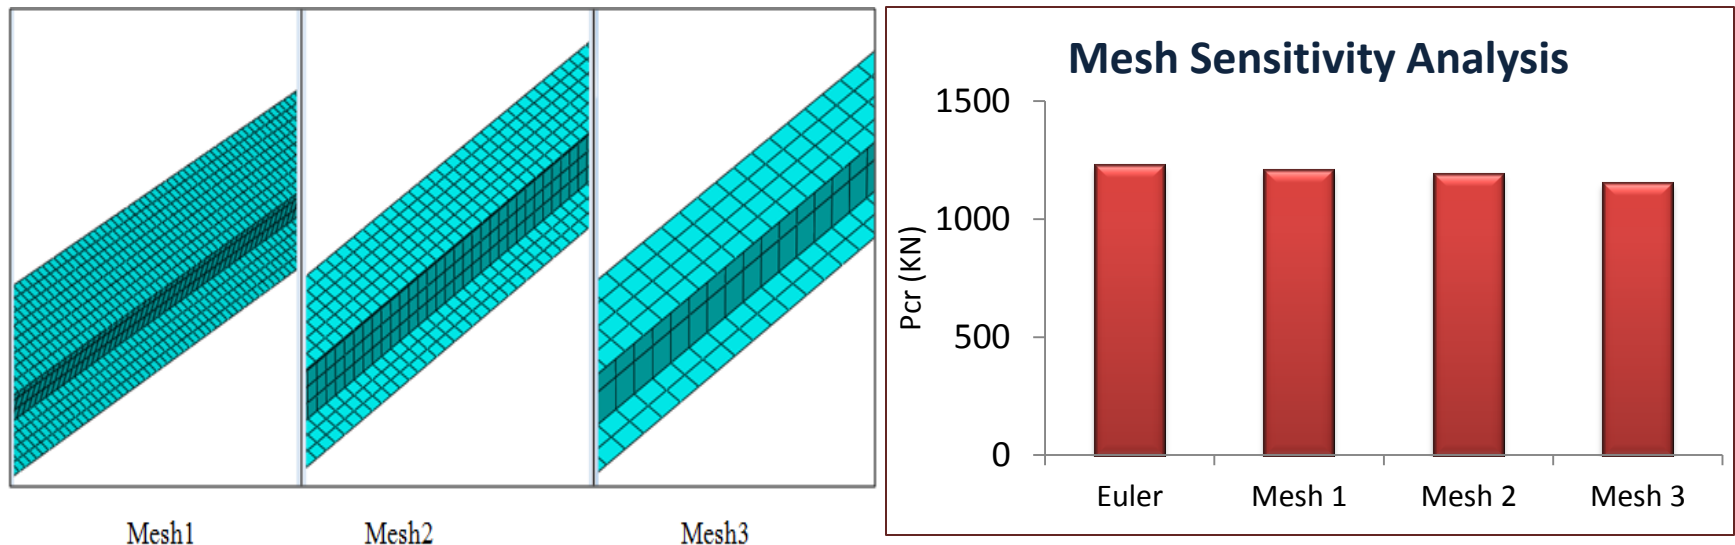 Mesh1
Mesh2
Mesh3
Mesh Sensitivity Analysis
Pcr (KN)
1500
1000
500
0
Euler
Mesh 1
Mesh 2
Mesh 3